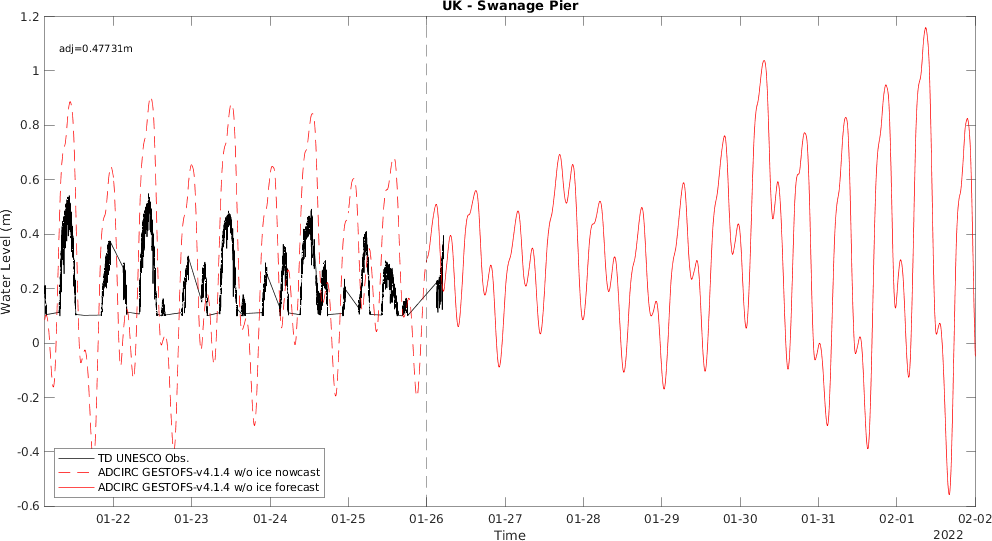 UK - Swanage Pier
adj=0.47731m
Water Level (m)
1.2
1
0.8
0.6
0.4
0.2
0
-0.2
-0.4
-0.6
TD UNESCO Obs.
ADCIRC GESTOFS-v4.1.4 w/o ice nowcast
ADCIRC GESTOFS-v4.1.4 w/o ice forecast
01-22 01-23 01-24 01-25 01-26 01-27 01-28 01-29 01-30 01-31 02-01 02-02
Time
2022